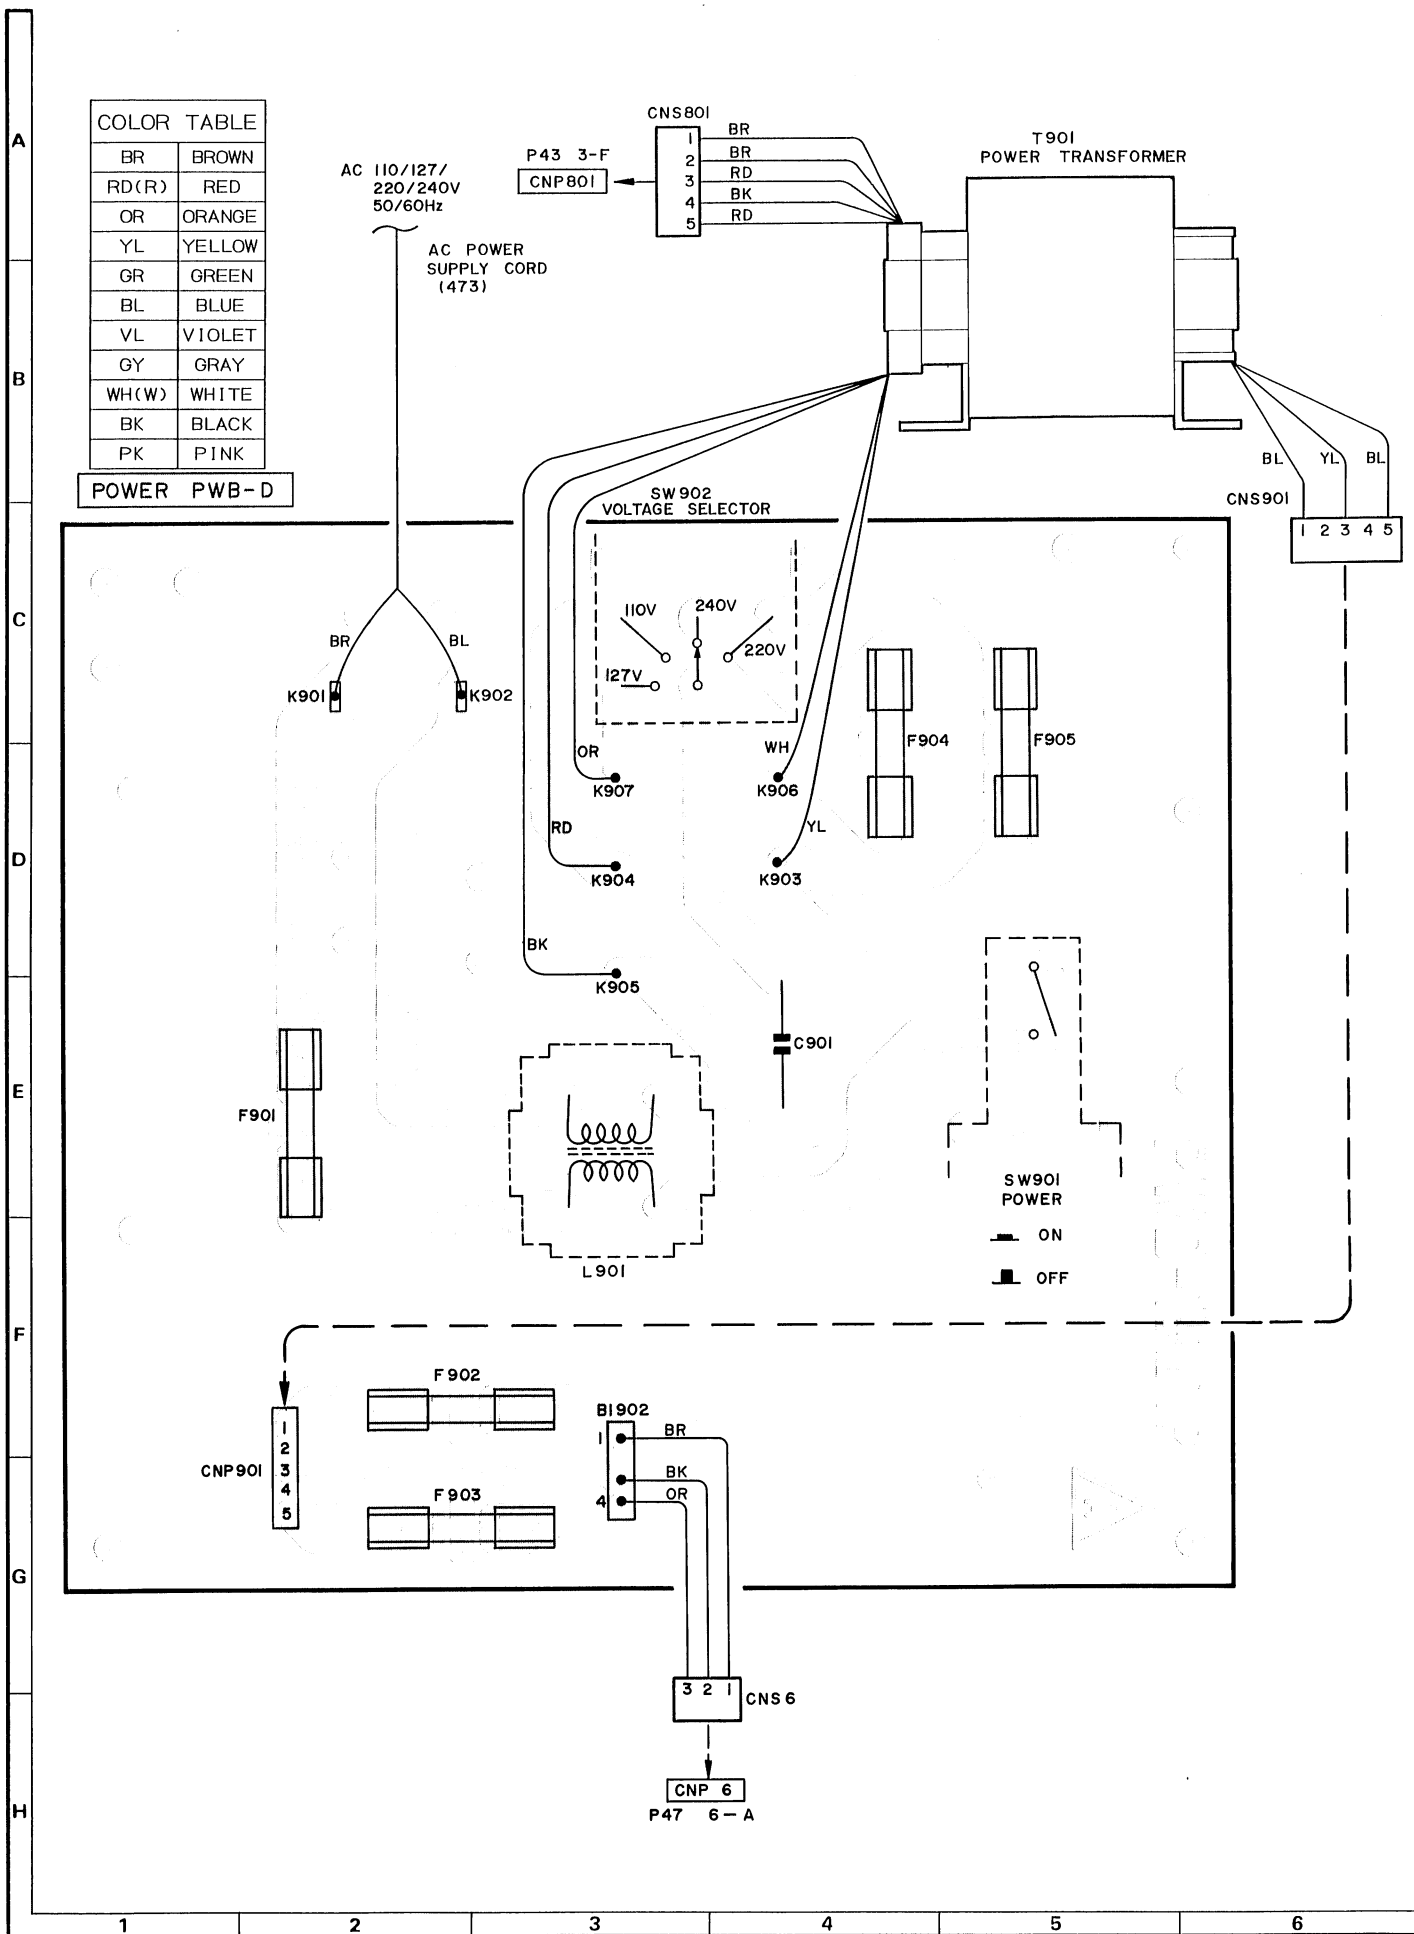 A
B
C
D
E
F
G
H
COLOR TABLE
BR BROWN
RD(R) RED
OR ORANGE
YL YELLOW
GR GREEN
BL BLUE
VL VIOLET
GY GRAY
WH(W) WHITE
BK BLACK
PK PINK
POWER PWB-D
AC 110/127/
220/240V
50/60Hz
AC POWER
SUPPLY CORD
(473)
P43 3-F
CNP801
CNS801
1 BR
2 BR
3 RD
4 BK
5 RD
T901
POWER TRANSFORMER
BL YL BL
CNS901
1 2 3 4 5
SW902
VOLTAGE SELECTOR
110V 240V
220V
127V
BR BL
K901 K902
OR WH
K907 K906
RD YL
K904 K903
BK
K905
F904 F905
C901
F901
L901
SW901
POWER
ON
OFF
F902
F903
CNP901
1
2
3
4
5
BI902
1 BR
BK
4 OR
3 2 1
CNS6
CNP 6
P47 6-A
1 2 3 4 5 6